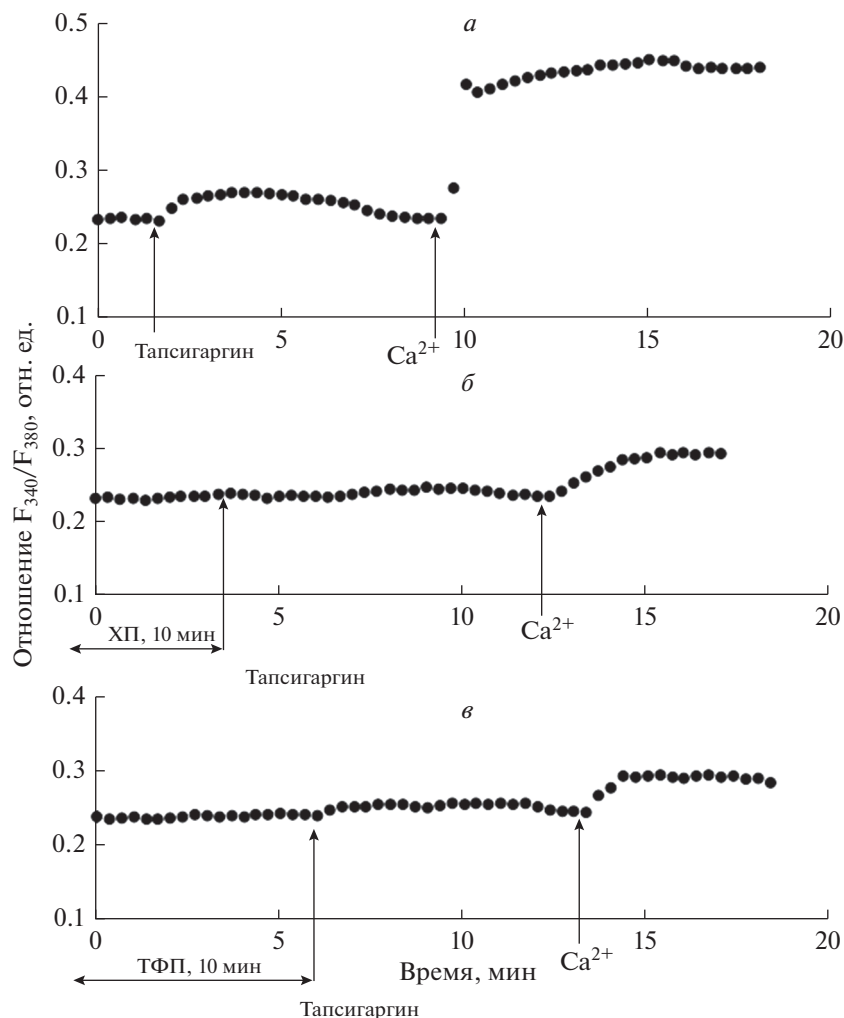 а
0.5
0.4
0.3
0.2
0.1
0 5 10 15 20
Тапсигаргин
Ca²⁺
б
0.4
0.3
0.2
0.1
0 5 10 15 20
ХП, 10 мин
Ca²⁺
Тапсигаргин
в
0.4
0.3
0.2
0.1
0 5 10 15 20
ТФП, 10 мин
Время, мин
Ca²⁺
Тапсигаргин
Отношение F₃₄₀/F₃₈₀, отн. ед.